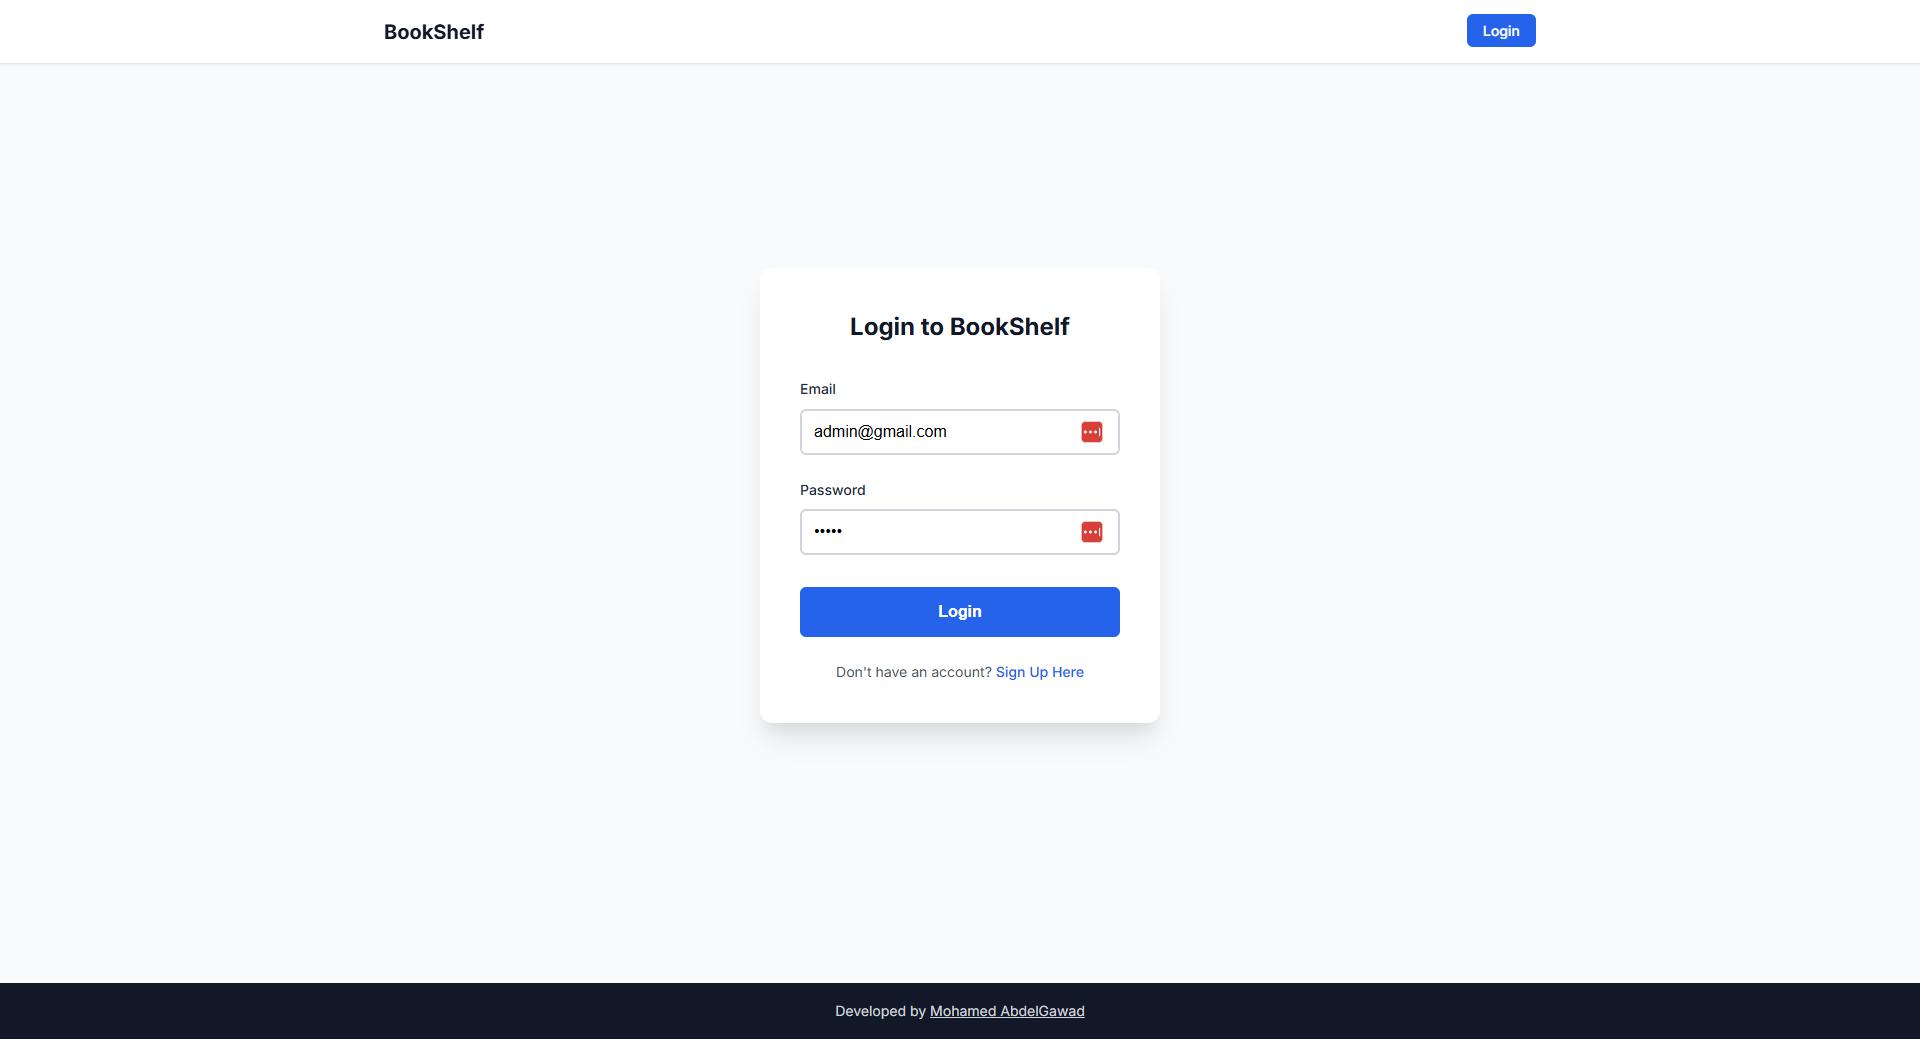 BookShelf
Login
Login to BookShelf
Email
admin@gmail.com
Password
•••••
Login
Don't have an account? Sign Up Here
Developed by Mohamed AbdelGawad